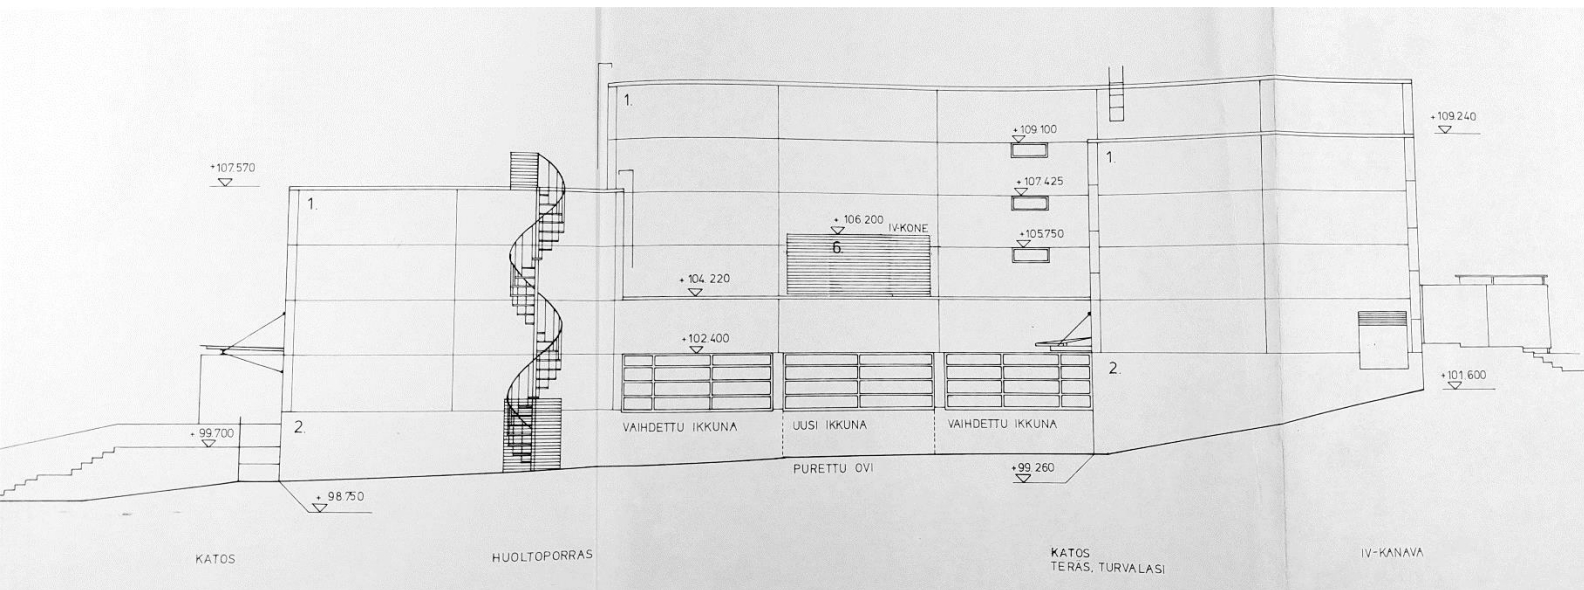 1.
+109.100
+109.240
1.
+107.570
+107.425
1.
+106.200
IV-KONE
6.
+105.750
+104.220
+102.400
2.
+101.600
VAIHDETTU IKKUNA
UUSI IKKUNA
VAIHDETTU IKKUNA
2.
+99.700
PURETTU OVI
+99.260
+98.750
KATOS
HUOLTOPORRAS
KATOS
TERÄS, TURVALASI
IV-KANAVA